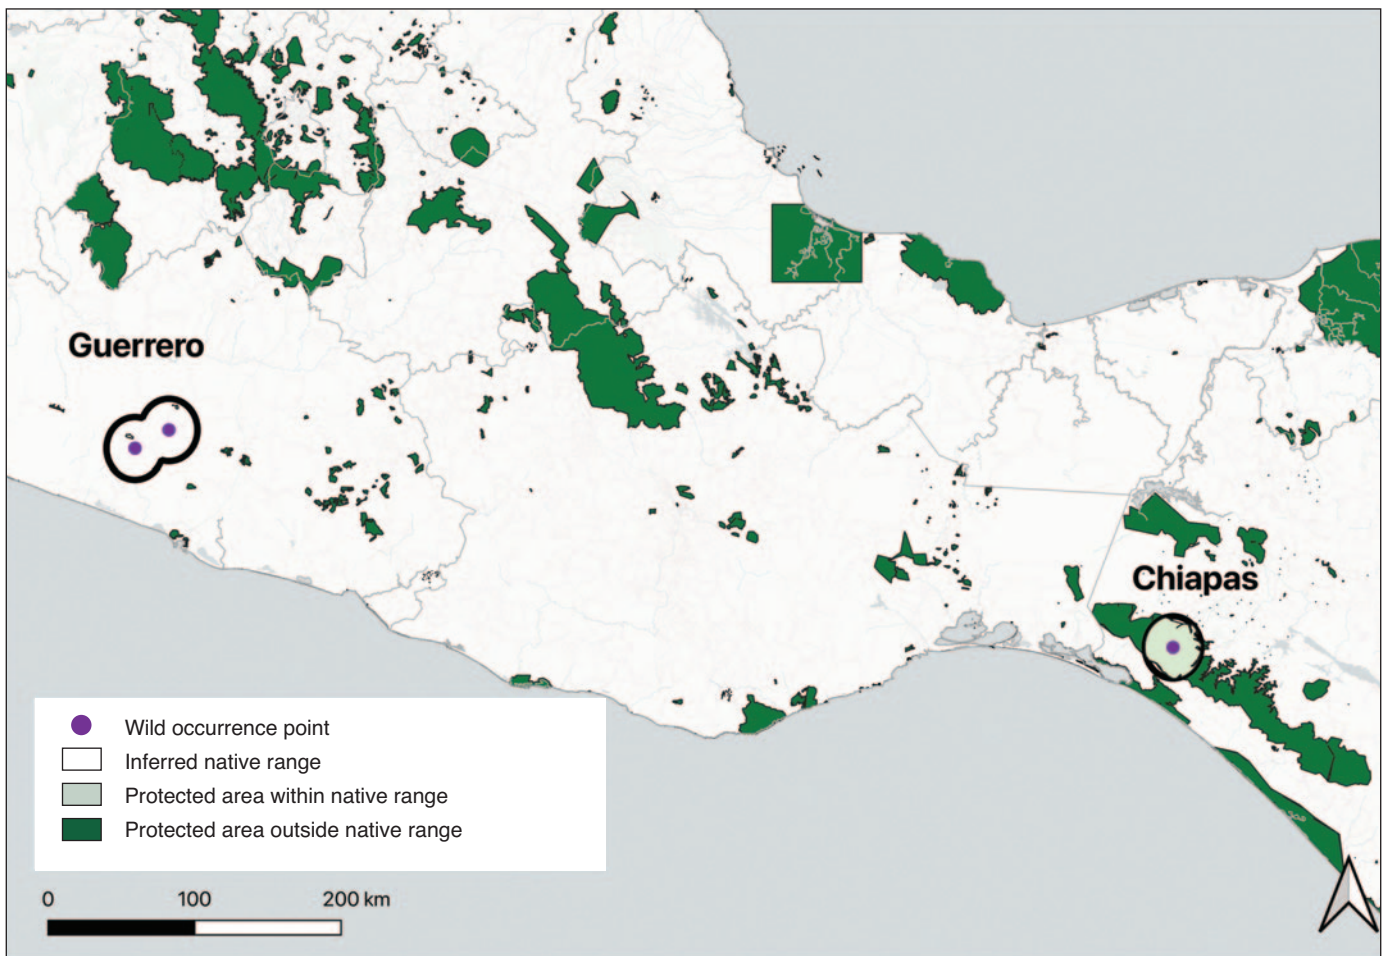 Guerrero
Chiapas
Wild occurrence point
Inferred native range
Protected area within native range
Protected area outside native range
0 100 200 km